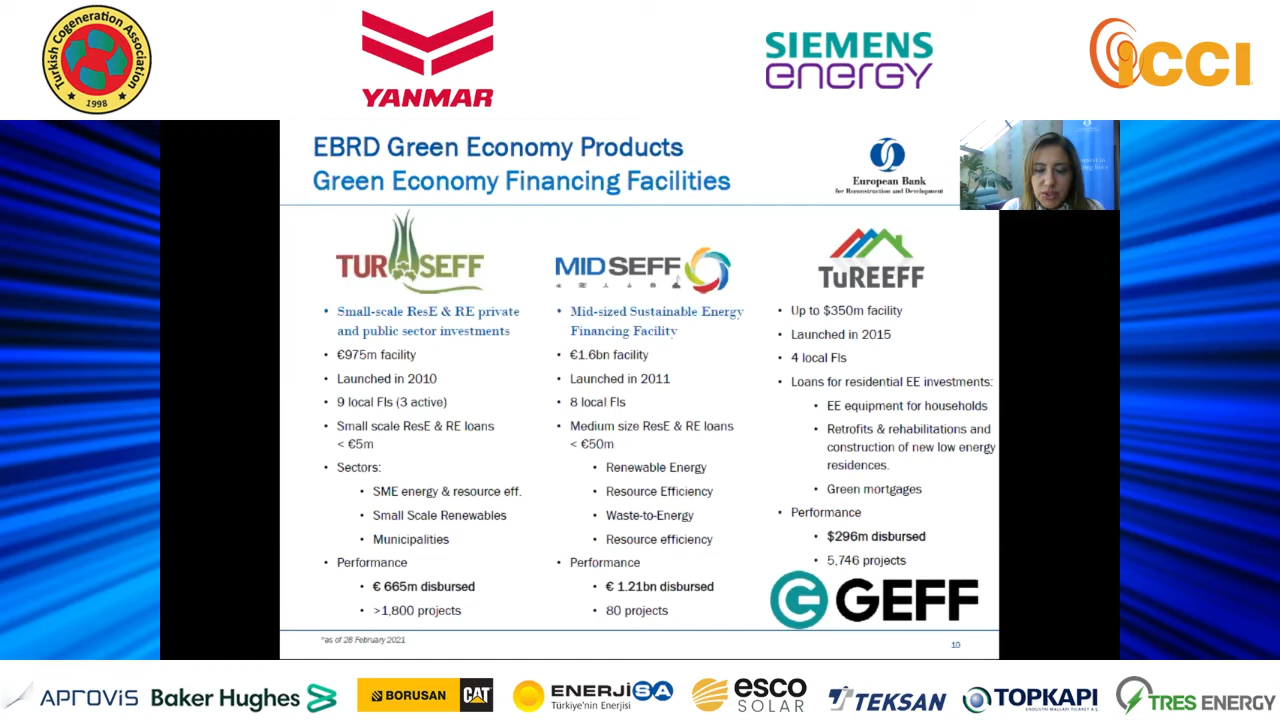 Turkish Cogeneration Association
1998
YANMAR
SIEMENS
energy
iCCI
EBRD Green Economy Products
Green Economy Financing Facilities
European Bank
for Reconstruction and Development
TURSEFF
• Small-scale ResE & RE private
and public sector investments
• €975m facility
• Launched in 2010
• 9 local FIs (3 active)
• Small scale ResE & RE loans
< €5m
• Sectors:
• SME energy & resource eff.
• Small Scale Renewables
• Municipalities
• Performance
• € 665m disbursed
• >1,800 projects
MIDSEFF
• Mid-sized Sustainable Energy
Financing Facility
• €1.6bn facility
• Launched in 2011
• 8 local FIs
• Medium size ResE & RE loans
< €50m
• Renewable Energy
• Resource Efficiency
• Waste-to-Energy
• Resource efficiency
• Performance
• € 1.21bn disbursed
• 80 projects
TuREEFF
• Up to $350m facility
• Launched in 2015
• 4 local FIs
• Loans for residential EE investments:
• EE equipment for households
• Retrofits & rehabilitations and
construction of new low energy
residences.
• Green mortgages
• Performance
• $296m disbursed
• 5,746 projects
GEFF
*as of 28 February 2021
10
APROVIS
Baker Hughes
BORUSAN CAT
ENERJİSA
Türkiye'nin Enerjisi
esco
SOLAR
TEKSAN
TOPKAPI
ENDÜSTRİ MALLARI TİCARET A.Ş.
TRES ENERGY